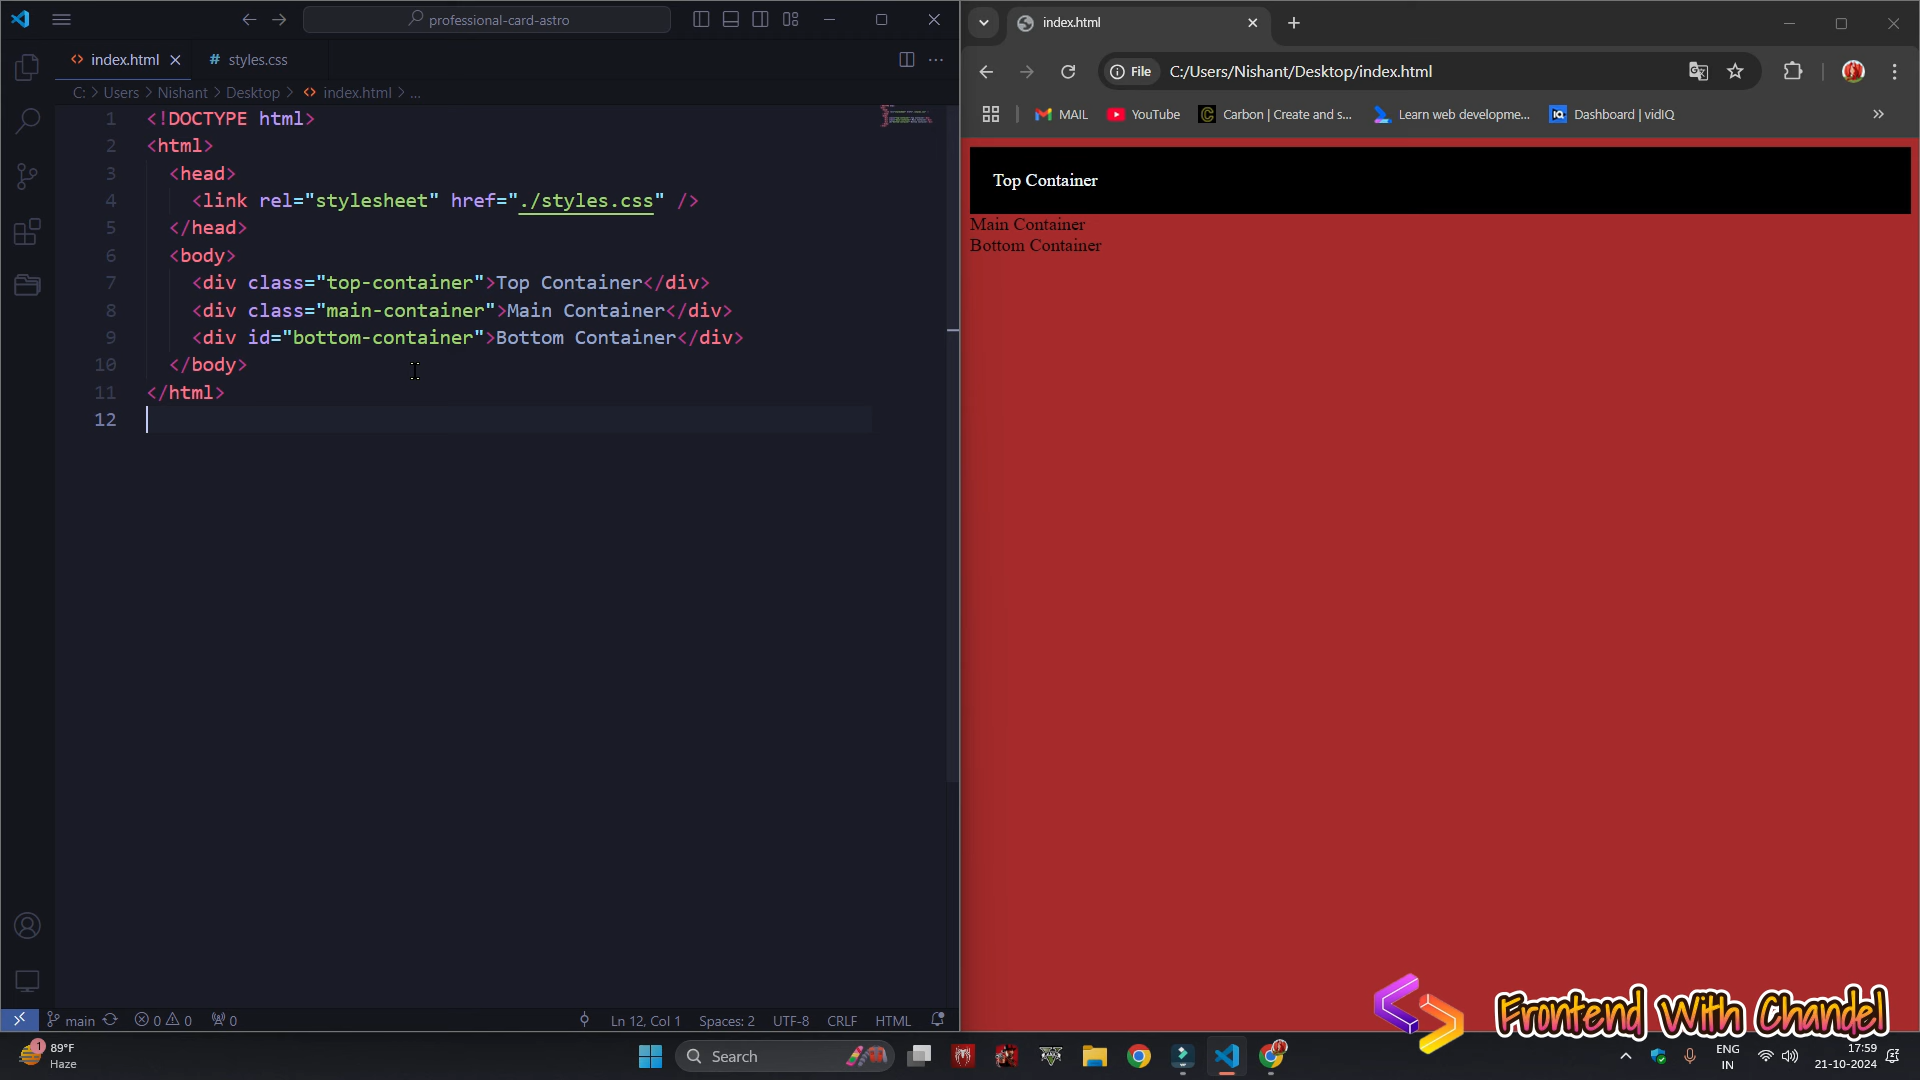 professional-card-astro
index.html
styles.css
C: > Users > Nishant > Desktop > index.html > ...
1 <!DOCTYPE html>
2 <html>
3 <head>
4 <link rel="stylesheet" href="./styles.css" />
5 </head>
6 <body>
7 <div class="top-container">Top Container</div>
8 <div class="main-container">Main Container</div>
9 <div id="bottom-container">Bottom Container</div>
10 </body>
11 </html>
12
main 0 0 0 Ln 12, Col 1 Spaces: 2 UTF-8 CRLF HTML
index.html
File C:/Users/Nishant/Desktop/index.html
MAIL YouTube Carbon | Create and s... Learn web developme... Dashboard | vidIQ
Top Container
Main Container
Bottom Container
Frontend With Chandel
1 89°F
Haze
Search
ENG
IN
17:59
21-10-2024